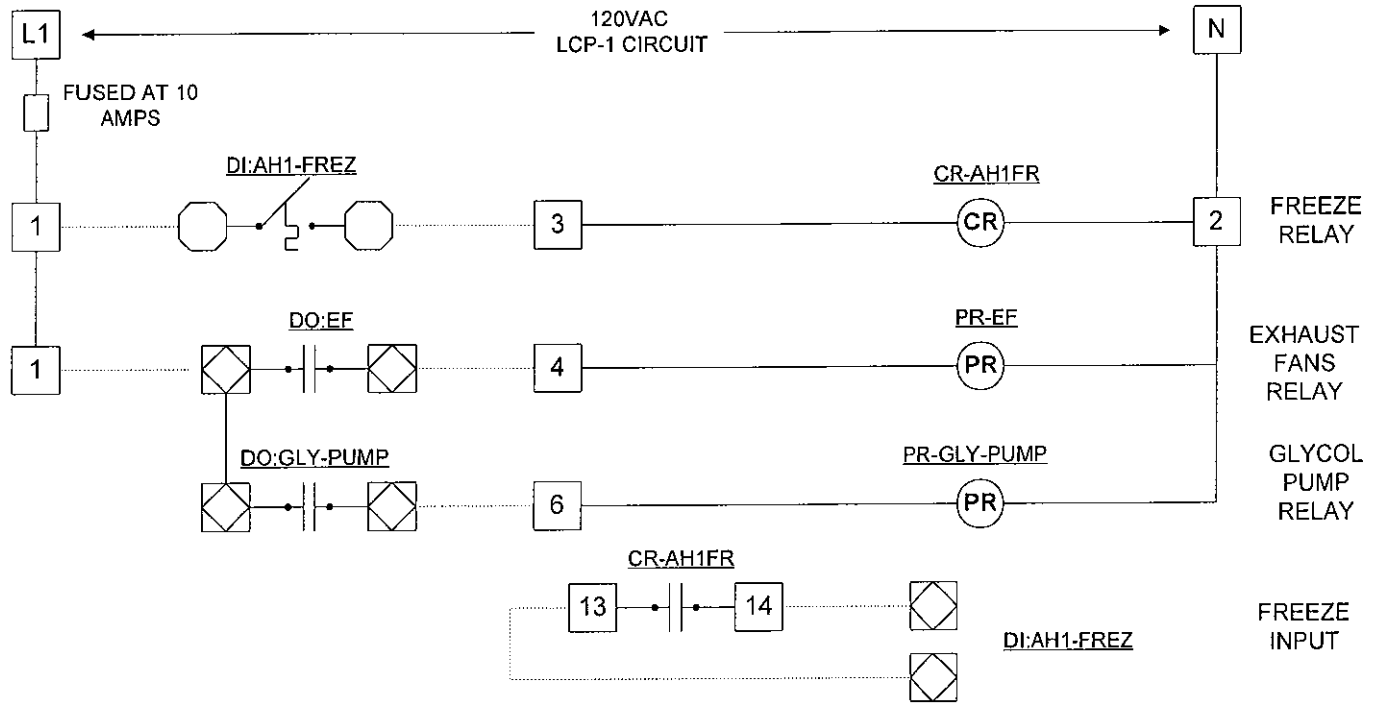 L1
120VAC
LCP-1 CIRCUIT
N
FUSED AT 10
AMPS
DI:AH1-FREZ
CR-AH1FR
1
3
CR
2
FREEZE
RELAY
DO:EF
PR-EF
1
4
PR
EXHAUST
FANS
RELAY
DO:GLY-PUMP
PR-GLY-PUMP
6
PR
GLYCOL
PUMP
RELAY
CR-AH1FR
13
14
DI:AH1-FREZ
FREEZE
INPUT